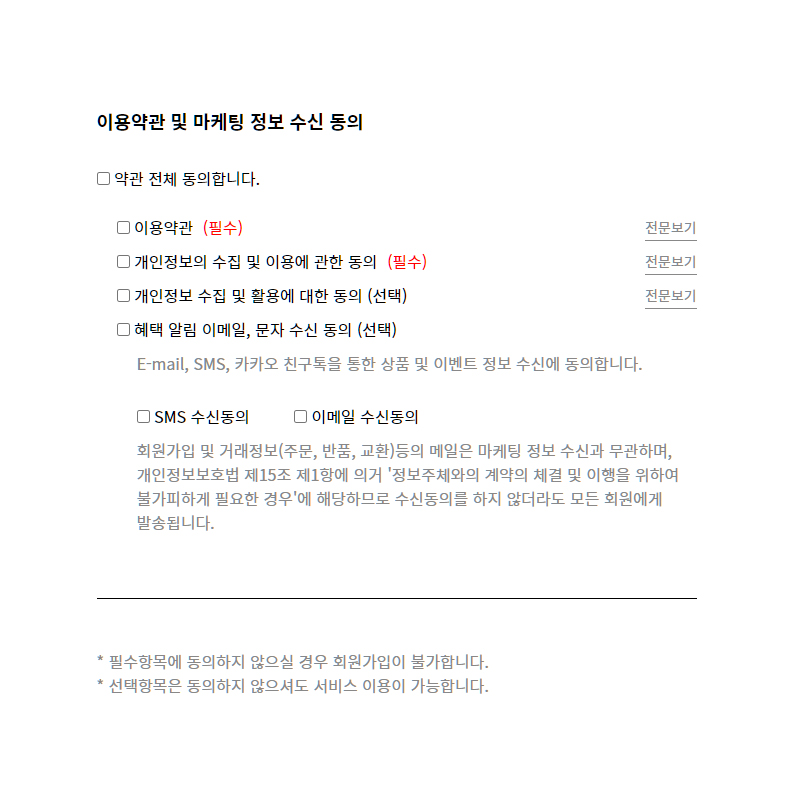 이용약관 및 마케팅 정보 수신 동의
약관 전체 동의합니다.
이용약관 (필수) 전문보기
개인정보의 수집 및 이용에 관한 동의 (필수) 전문보기
개인정보 수집 및 활용에 대한 동의 (선택) 전문보기
혜택 알림 이메일, 문자 수신 동의 (선택)
E-mail, SMS, 카카오 친구톡을 통한 상품 및 이벤트 정보 수신에 동의합니다.
SMS 수신동의 이메일 수신동의
회원가입 및 거래정보(주문, 반품, 교환)등의 메일은 마케팅 정보 수신과 무관하며,
개인정보보호법 제15조 제1항에 의거 '정보주체와의 계약의 체결 및 이행을 위하여
불가피하게 필요한 경우'에 해당하므로 수신동의를 하지 않더라도 모든 회원에게
발송됩니다.
* 필수항목에 동의하지 않으실 경우 회원가입이 불가합니다.
* 선택항목은 동의하지 않으셔도 서비스 이용이 가능합니다.